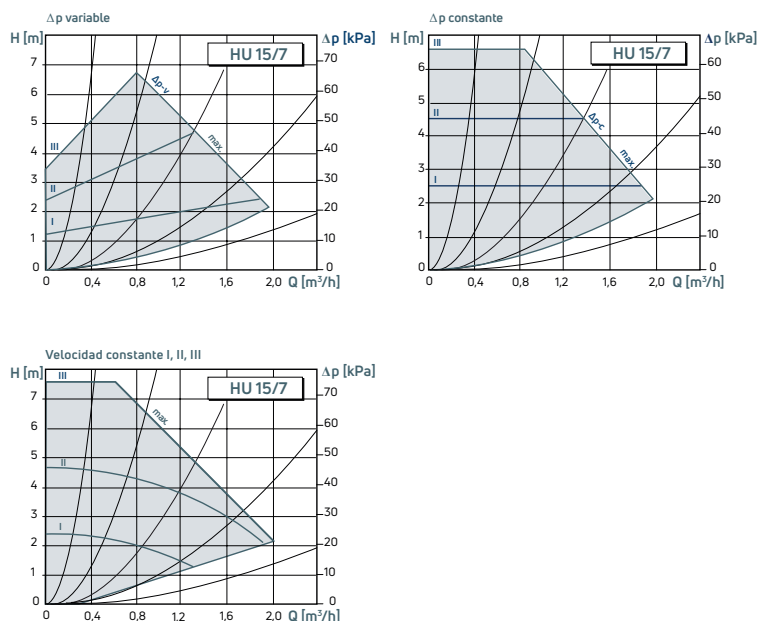 Δp variable
H [m]
Δp [kPa]
HU 15/7
7
6
5
4
3
2
1
0
70
60
50
40
30
20
10
0
III
II
I
Δp-v
max.
0
0,4
0,8
1,2
1,6
2,0
Q [m³/h]
Δp constante
H [m]
Δp [kPa]
HU 15/7
6
5
4
3
2
1
0
60
50
40
30
20
10
0
III
II
I
Δp-c
max.
0
0,4
0,8
1,2
1,6
2,0
Q [m³/h]
Velocidad constante I, II, III
H [m]
Δp [kPa]
HU 15/7
7
6
5
4
3
2
1
0
70
60
50
40
30
20
10
0
III
II
I
max.
0
0,4
0,8
1.2
1,6
2,0
Q [m³/h]